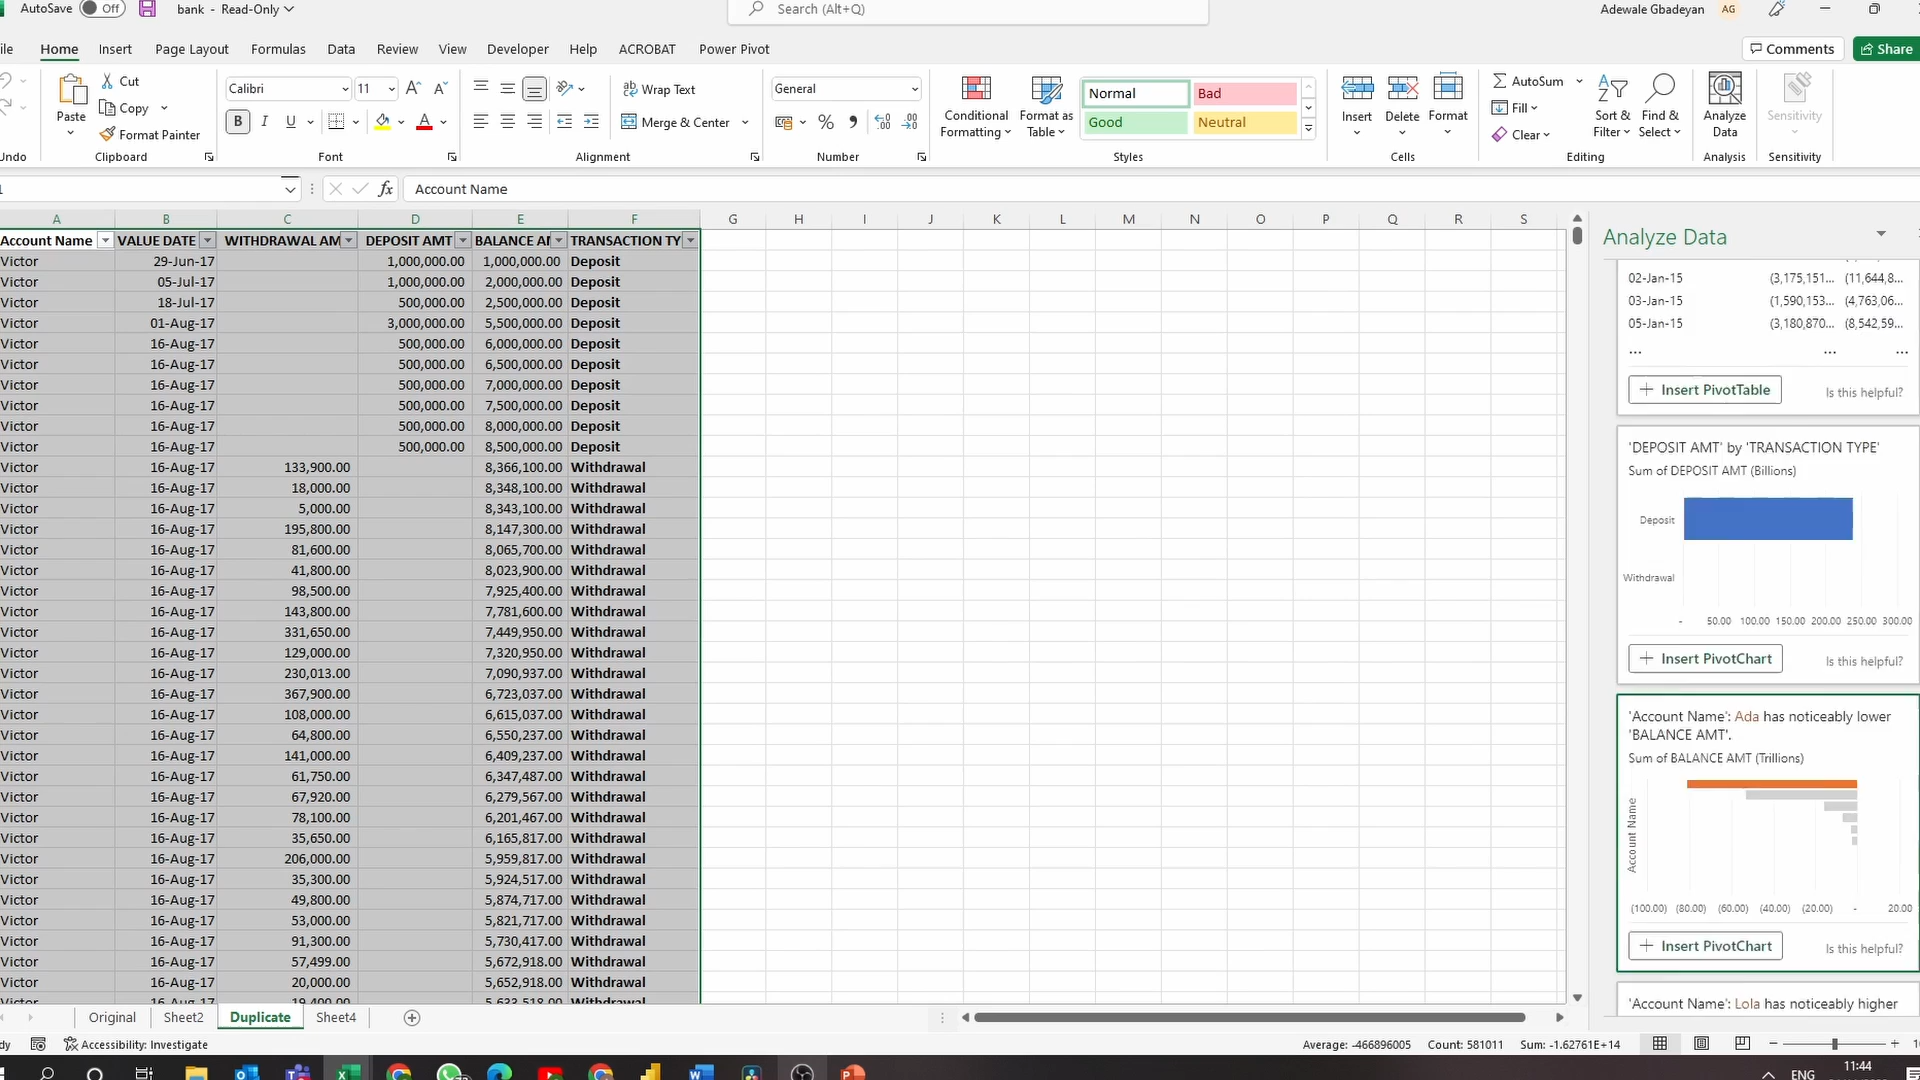 AutoSave Off bank - Read-Only Search (Alt+Q) Adewale Gbadeyan AG
ile Home Insert Page Layout Formulas Data Review View Developer Help ACROBAT Power Pivot Comments Share
Cut
Copy
Format Painter
Paste
Undo Clipboard
Calibri 11
B I U
Font
Wrap Text
Merge & Center
Alignment
General
Number
Conditional Formatting
Format as Table
Normal Bad
Good Neutral
Styles
Insert Delete Format
Cells
AutoSum
Fill
Clear
Sort & Filter
Find & Select
Editing
Analyze Data
Analysis
Sensitivity
Sensitivity
fx Account Name
A B C D E F G H I J K L M N O P Q R S
Account Name VALUE DATE WITHDRAWAL AM DEPOSIT AMT BALANCE AI TRANSACTION TY
Victor 29-Jun-17 1,000,000.00 1,000,000.00 Deposit
Victor 05-Jul-17 1,000,000.00 2,000,000.00 Deposit
Victor 18-Jul-17 500,000.00 2,500,000.00 Deposit
Victor 01-Aug-17 3,000,000.00 5,500,000.00 Deposit
Victor 16-Aug-17 500,000.00 6,000,000.00 Deposit
Victor 16-Aug-17 500,000.00 6,500,000.00 Deposit
Victor 16-Aug-17 500,000.00 7,000,000.00 Deposit
Victor 16-Aug-17 500,000.00 7,500,000.00 Deposit
Victor 16-Aug-17 500,000.00 8,000,000.00 Deposit
Victor 16-Aug-17 500,000.00 8,500,000.00 Deposit
Victor 16-Aug-17 133,900.00 8,366,100.00 Withdrawal
Victor 16-Aug-17 18,000.00 8,348,100.00 Withdrawal
Victor 16-Aug-17 5,000.00 8,343,100.00 Withdrawal
Victor 16-Aug-17 195,800.00 8,147,300.00 Withdrawal
Victor 16-Aug-17 81,600.00 8,065,700.00 Withdrawal
Victor 16-Aug-17 41,800.00 8,023,900.00 Withdrawal
Victor 16-Aug-17 98,500.00 7,925,400.00 Withdrawal
Victor 16-Aug-17 143,800.00 7,781,600.00 Withdrawal
Victor 16-Aug-17 331,650.00 7,449,950.00 Withdrawal
Victor 16-Aug-17 129,000.00 7,320,950.00 Withdrawal
Victor 16-Aug-17 230,013.00 7,090,937.00 Withdrawal
Victor 16-Aug-17 367,900.00 6,723,037.00 Withdrawal
Victor 16-Aug-17 108,000.00 6,615,037.00 Withdrawal
Victor 16-Aug-17 64,800.00 6,550,237.00 Withdrawal
Victor 16-Aug-17 141,000.00 6,409,237.00 Withdrawal
Victor 16-Aug-17 61,750.00 6,347,487.00 Withdrawal
Victor 16-Aug-17 67,920.00 6,279,567.00 Withdrawal
Victor 16-Aug-17 78,100.00 6,201,467.00 Withdrawal
Victor 16-Aug-17 35,650.00 6,165,817.00 Withdrawal
Victor 16-Aug-17 206,000.00 5,959,817.00 Withdrawal
Victor 16-Aug-17 35,300.00 5,924,517.00 Withdrawal
Victor 16-Aug-17 49,800.00 5,874,717.00 Withdrawal
Victor 16-Aug-17 53,000.00 5,821,717.00 Withdrawal
Victor 16-Aug-17 91,300.00 5,730,417.00 Withdrawal
Victor 16-Aug-17 57,499.00 5,672,918.00 Withdrawal
Victor 16-Aug-17 20,000.00 5,652,918.00 Withdrawal
Victor 16-Aug-17 19,400.00 5,633,518.00 Withdrawal
Analyze Data
02-Jan-15 (3,175,151... (11,644,8...
03-Jan-15 (1,590,153... (4,763,06...
05-Jan-15 (3,180,870... (8,542,59...
... ... ...
Insert PivotTable Is this helpful?
'DEPOSIT AMT' by 'TRANSACTION TYPE'
Sum of DEPOSIT AMT (Billions)
Deposit
Withdrawal
- 50.00 100.00 150.00 200.00 250.00 300.00
Insert PivotChart Is this helpful?
'Account Name': Ada has noticeably lower
'BALANCE AMT'.
Sum of BALANCE AMT (Trillions)
Account Name
(100.00) (80.00) (60.00) (40.00) (20.00) - 20.00
Insert PivotChart Is this helpful?
'Account Name': Lola has noticeably higher
Original Sheet2 Duplicate Sheet4
dy Accessibility: Investigate Average: -466896005 Count: 581011 Sum: -1.62761E+14
ENG 11:44